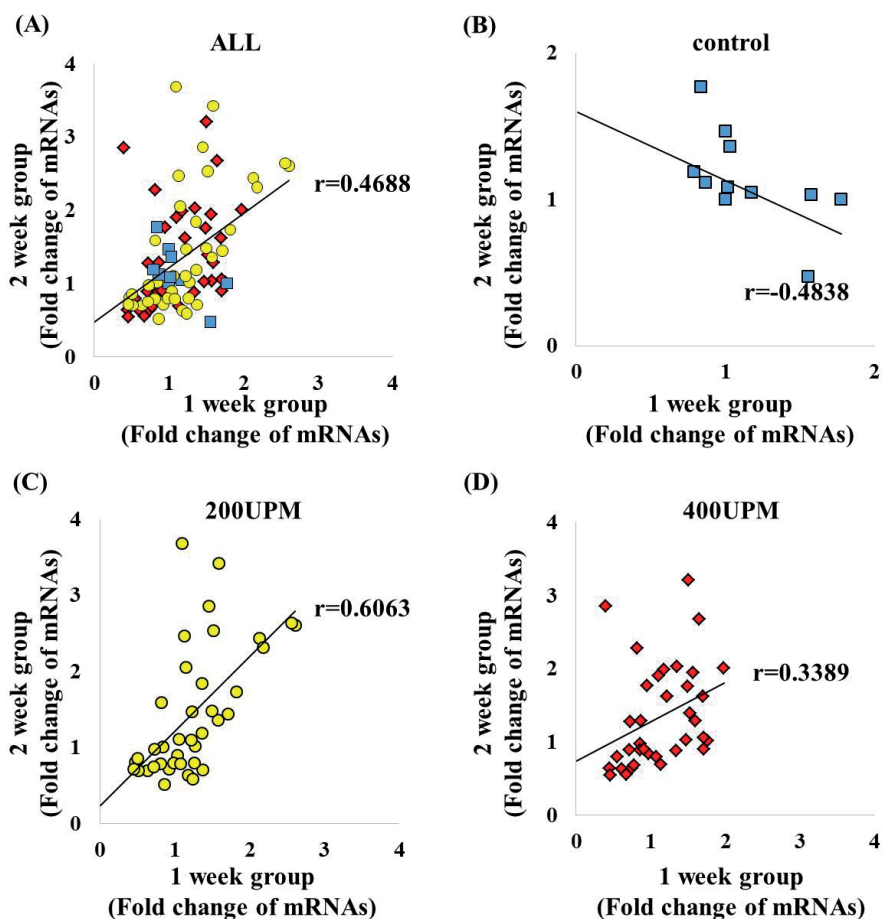 (A)
ALL
4
3
2
1
0
0 1 2 3 4
2 week group
(Fold change of mRNAs)
r=0.4688
1 week group
(Fold change of mRNAs)
(B)
control
2
1
0
0 1 2
2 week group
(Fold change of mRNAs)
r=-0.4838
1 week group
(Fold change of mRNAs)
(C)
200UPM
4
3
2
1
0
0 1 2 3 4
2 week group
(Fold change of mRNAs)
r=0.6063
1 week group
(Fold change of mRNAs)
(D)
400UPM
4
3
2
1
0
0 1 2 3 4
2 week group
(Fold change of mRNAs)
r=0.3389
1 week group
(Fold change of mRNAs)